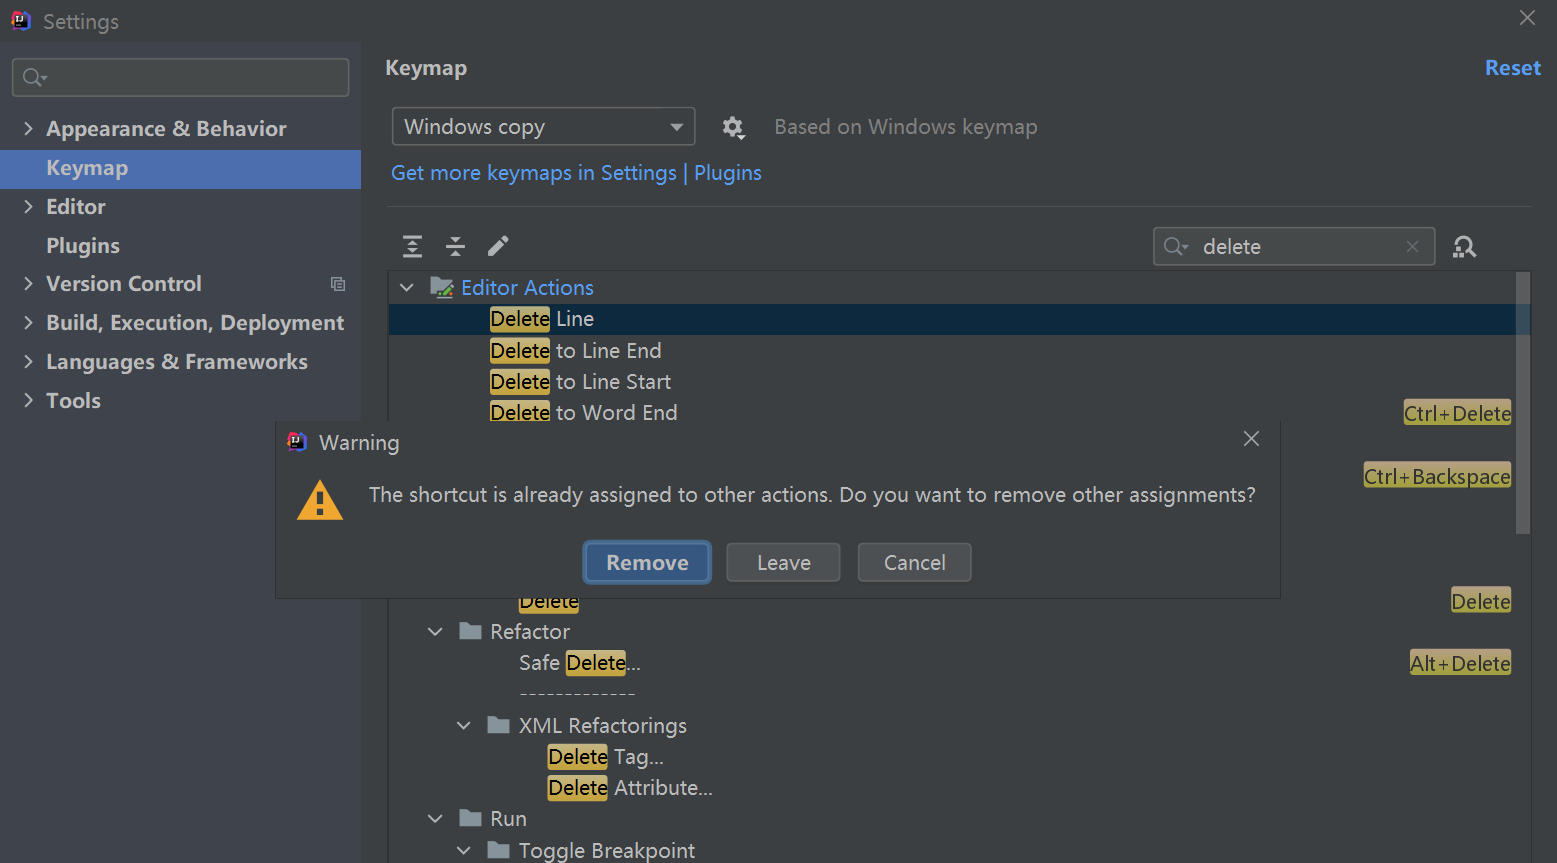 Settings
Keymap
Reset
Appearance & Behavior
Keymap
Editor
Plugins
Version Control
Build, Execution, Deployment
Languages & Frameworks
Tools
Windows copy
Based on Windows keymap
Get more keymaps in Settings | Plugins
delete
Editor Actions
Delete Line
Delete to Line End
Delete to Line Start
Delete to Word End Ctrl+Delete
Ctrl+Backspace
Warning
The shortcut is already assigned to other actions. Do you want to remove other assignments?
Remove Leave Cancel
Delete Delete
Refactor
Safe Delete... Alt+Delete
-------------
XML Refactorings
Delete Tag...
Delete Attribute...
Run
Toggle Breakpoint